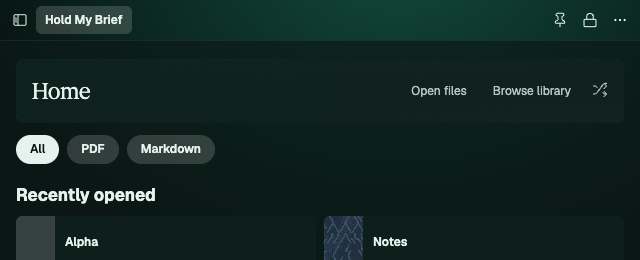 Hold My Brief
Home
Open files
Browse library
All
PDF
Markdown
Recently opened
Alpha
Notes